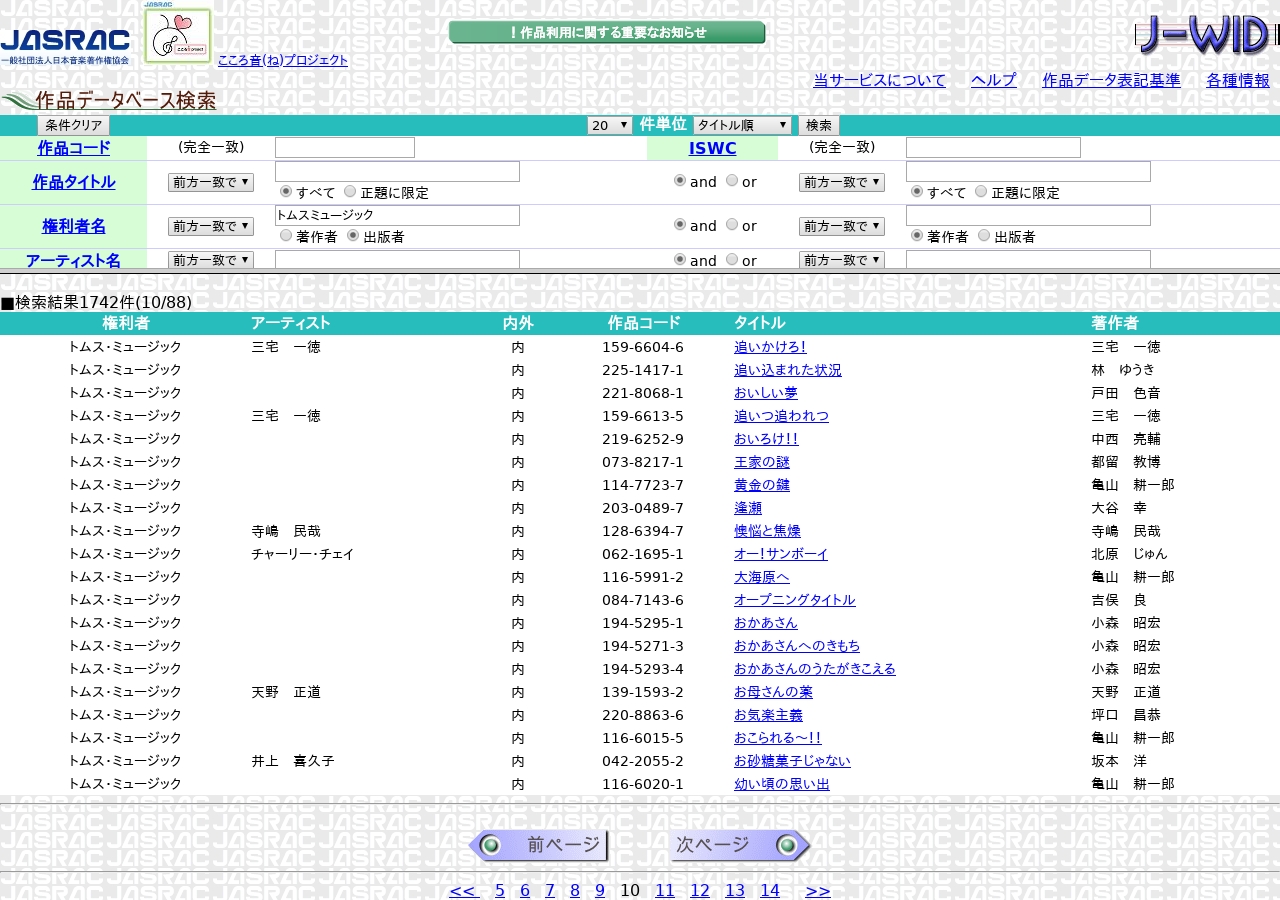 JASRAC
一般社団法人日本音楽著作権協会
JASRAC
こころ音(ね)プロジェクト
！作品利用に関する重要なお知らせ
J-WID
当サービスについて ヘルプ 作品データ表記基準 各種情報
作品データベース検索
条件クリア 20 件単位 タイトル順 検索
作品コード (完全一致) ISWC (完全一致)
作品タイトル 前方一致で すべて 正題に限定 and or 前方一致で すべて 正題に限定
権利者名 前方一致で トムスミュージック 著作者 出版者 and or 前方一致で 著作者 出版者
アーティスト名 前方一致で and or 前方一致で
■検索結果1742件(10/88)
権利者 アーティスト 内外 作品コード タイトル 著作者
トムス・ミュージック 三宅　一徳 内 159-6604-6 追いかけろ！ 三宅　一徳
トムス・ミュージック 内 225-1417-1 追い込まれた状況 林　ゆうき
トムス・ミュージック 内 221-8068-1 おいしい夢 戸田　色音
トムス・ミュージック 三宅　一徳 内 159-6613-5 追いつ追われつ 三宅　一徳
トムス・ミュージック 内 219-6252-9 おいろけ！！ 中西　亮輔
トムス・ミュージック 内 073-8217-1 王家の謎 都留　教博
トムス・ミュージック 内 114-7723-7 黄金の鍵 亀山　耕一郎
トムス・ミュージック 内 203-0489-7 逢瀬 大谷　幸
トムス・ミュージック 寺嶋　民哉 内 128-6394-7 懊悩と焦燥 寺嶋　民哉
トムス・ミュージック チャーリー・チェイ 内 062-1695-1 オー！サンボーイ 北原　じゅん
トムス・ミュージック 内 116-5991-2 大海原へ 亀山　耕一郎
トムス・ミュージック 内 084-7143-6 オープニングタイトル 吉俣　良
トムス・ミュージック 内 194-5295-1 おかあさん 小森　昭宏
トムス・ミュージック 内 194-5271-3 おかあさんへのきもち 小森　昭宏
トムス・ミュージック 内 194-5293-4 おかあさんのうたがきこえる 小森　昭宏
トムス・ミュージック 天野　正道 内 139-1593-2 お母さんの薬 天野　正道
トムス・ミュージック 内 220-8863-6 お気楽主義 坪口　昌恭
トムス・ミュージック 内 116-6015-5 おこられる～！！ 亀山　耕一郎
トムス・ミュージック 井上　喜久子 内 042-2055-2 お砂糖菓子じゃない 坂本　洋
トムス・ミュージック 内 116-6020-1 幼い頃の思い出 亀山　耕一郎
前ページ 次ページ
<< 5 6 7 8 9 10 11 12 13 14 >>